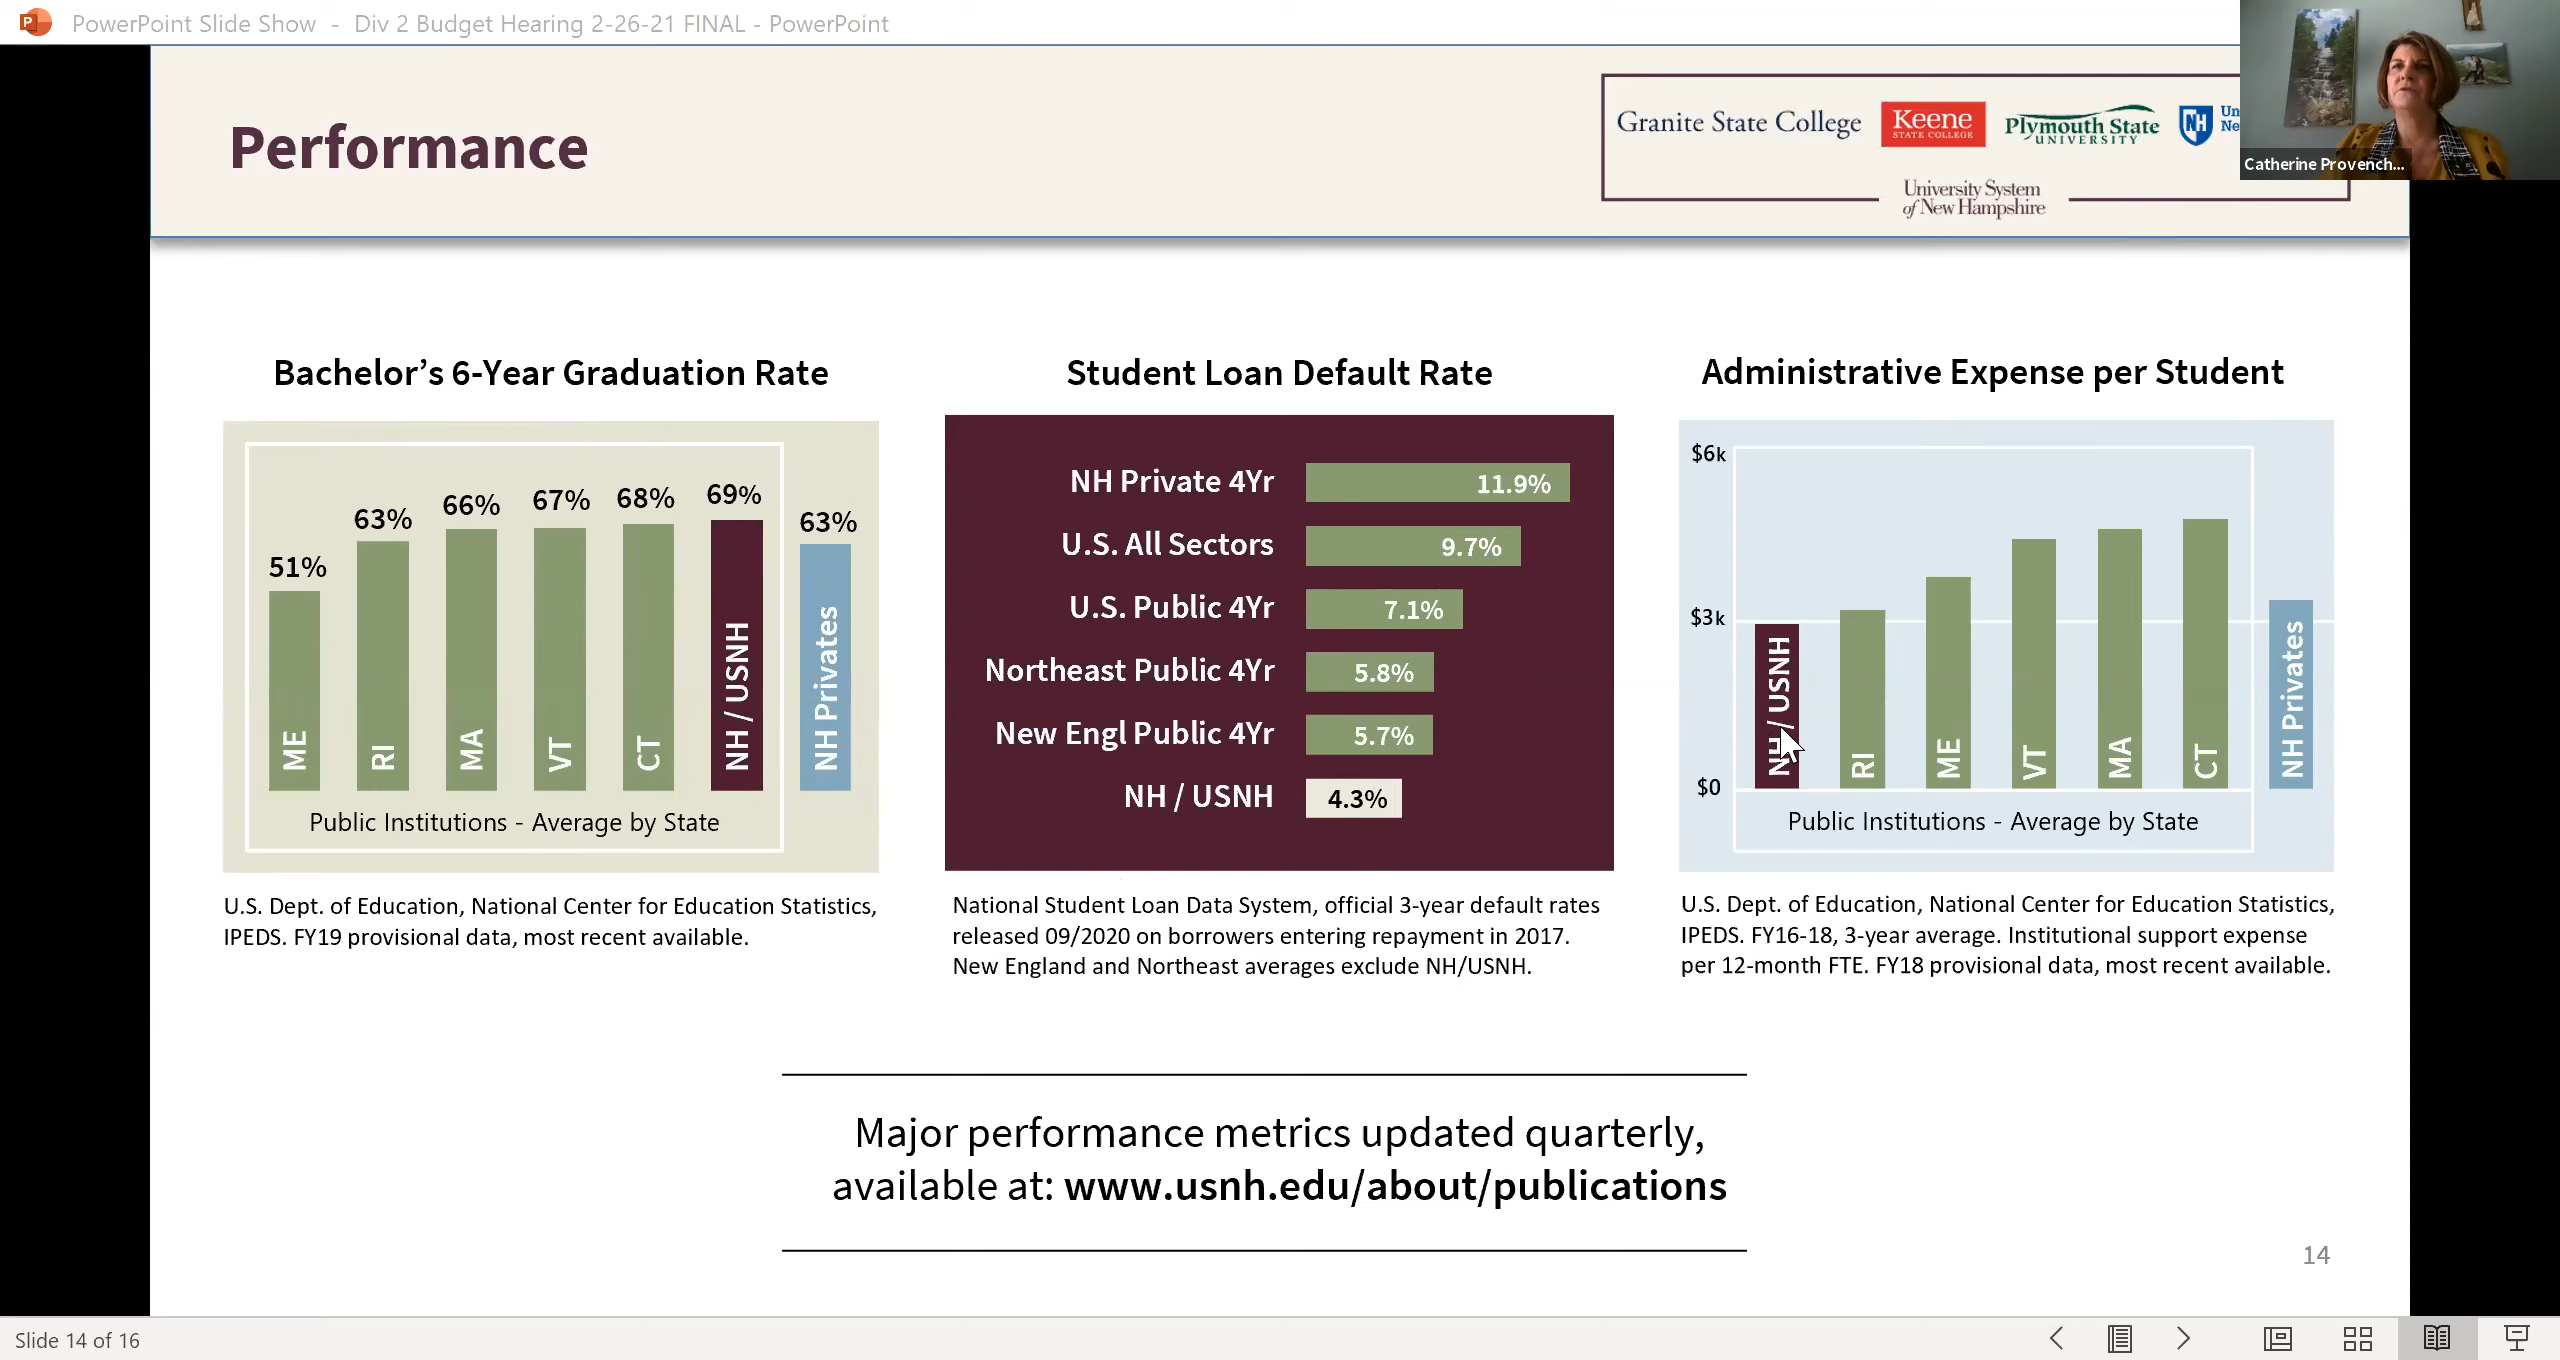 PowerPoint Slide Show - Div 2 Budget Hearing 2-26-21 FINAL - PowerPoint
Performance
Granite State College
Keene
STATE COLLEGE
Plymouth State
UNIVERSITY
NH
Un
Ne
University System
of New Hampshire
Catherine Provench...
Bachelor’s 6-Year Graduation Rate
51%
63%
66%
67%
68%
69%
63%
ME
RI
MA
VT
CT
NH / USNH
NH Privates
Public Institutions - Average by State
U.S. Dept. of Education, National Center for Education Statistics,
IPEDS. FY19 provisional data, most recent available.
Student Loan Default Rate
NH Private 4Yr 11.9%
U.S. All Sectors 9.7%
U.S. Public 4Yr 7.1%
Northeast Public 4Yr 5.8%
New Engl Public 4Yr 5.7%
NH / USNH 4.3%
National Student Loan Data System, official 3-year default rates
released 09/2020 on borrowers entering repayment in 2017.
New England and Northeast averages exclude NH/USNH.
Administrative Expense per Student
$6k
$3k
$0
NH / USNH
RI
ME
VT
MA
CT
NH Privates
Public Institutions - Average by State
U.S. Dept. of Education, National Center for Education Statistics,
IPEDS. FY16-18, 3-year average. Institutional support expense
per 12-month FTE. FY18 provisional data, most recent available.
Major performance metrics updated quarterly,
available at: www.usnh.edu/about/publications
14
Slide 14 of 16